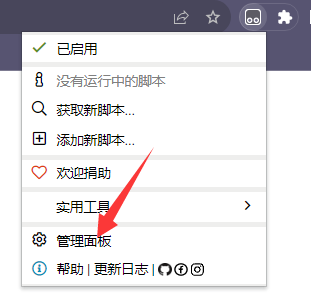 已启用
没有运行中的脚本
获取新脚本...
添加新脚本...
欢迎捐助
实用工具
管理面板
帮助 | 更新日志 |